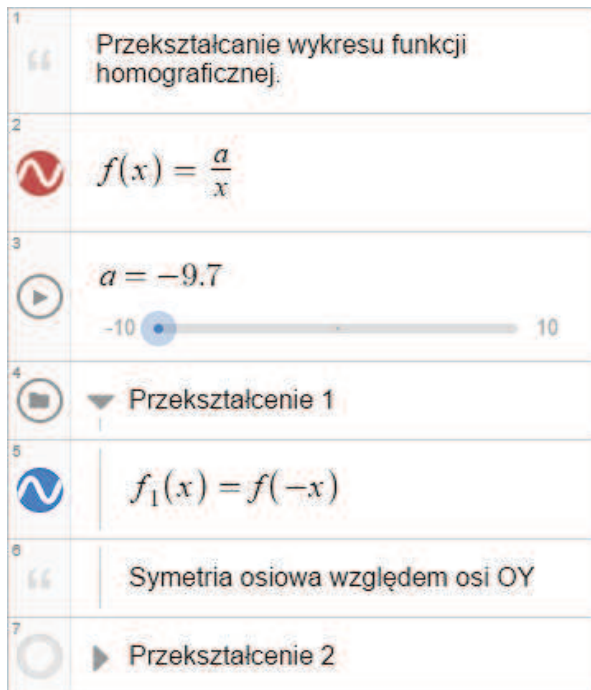 1
Przekształcanie wykresu funkcji
homograficznej.
2
f(x) = a/x
3
a = −9.7
-10 10
4
Przekształcenie 1
5
f₁(x) = f(−x)
6
Symetria osiowa względem osi OY
7
Przekształcenie 2